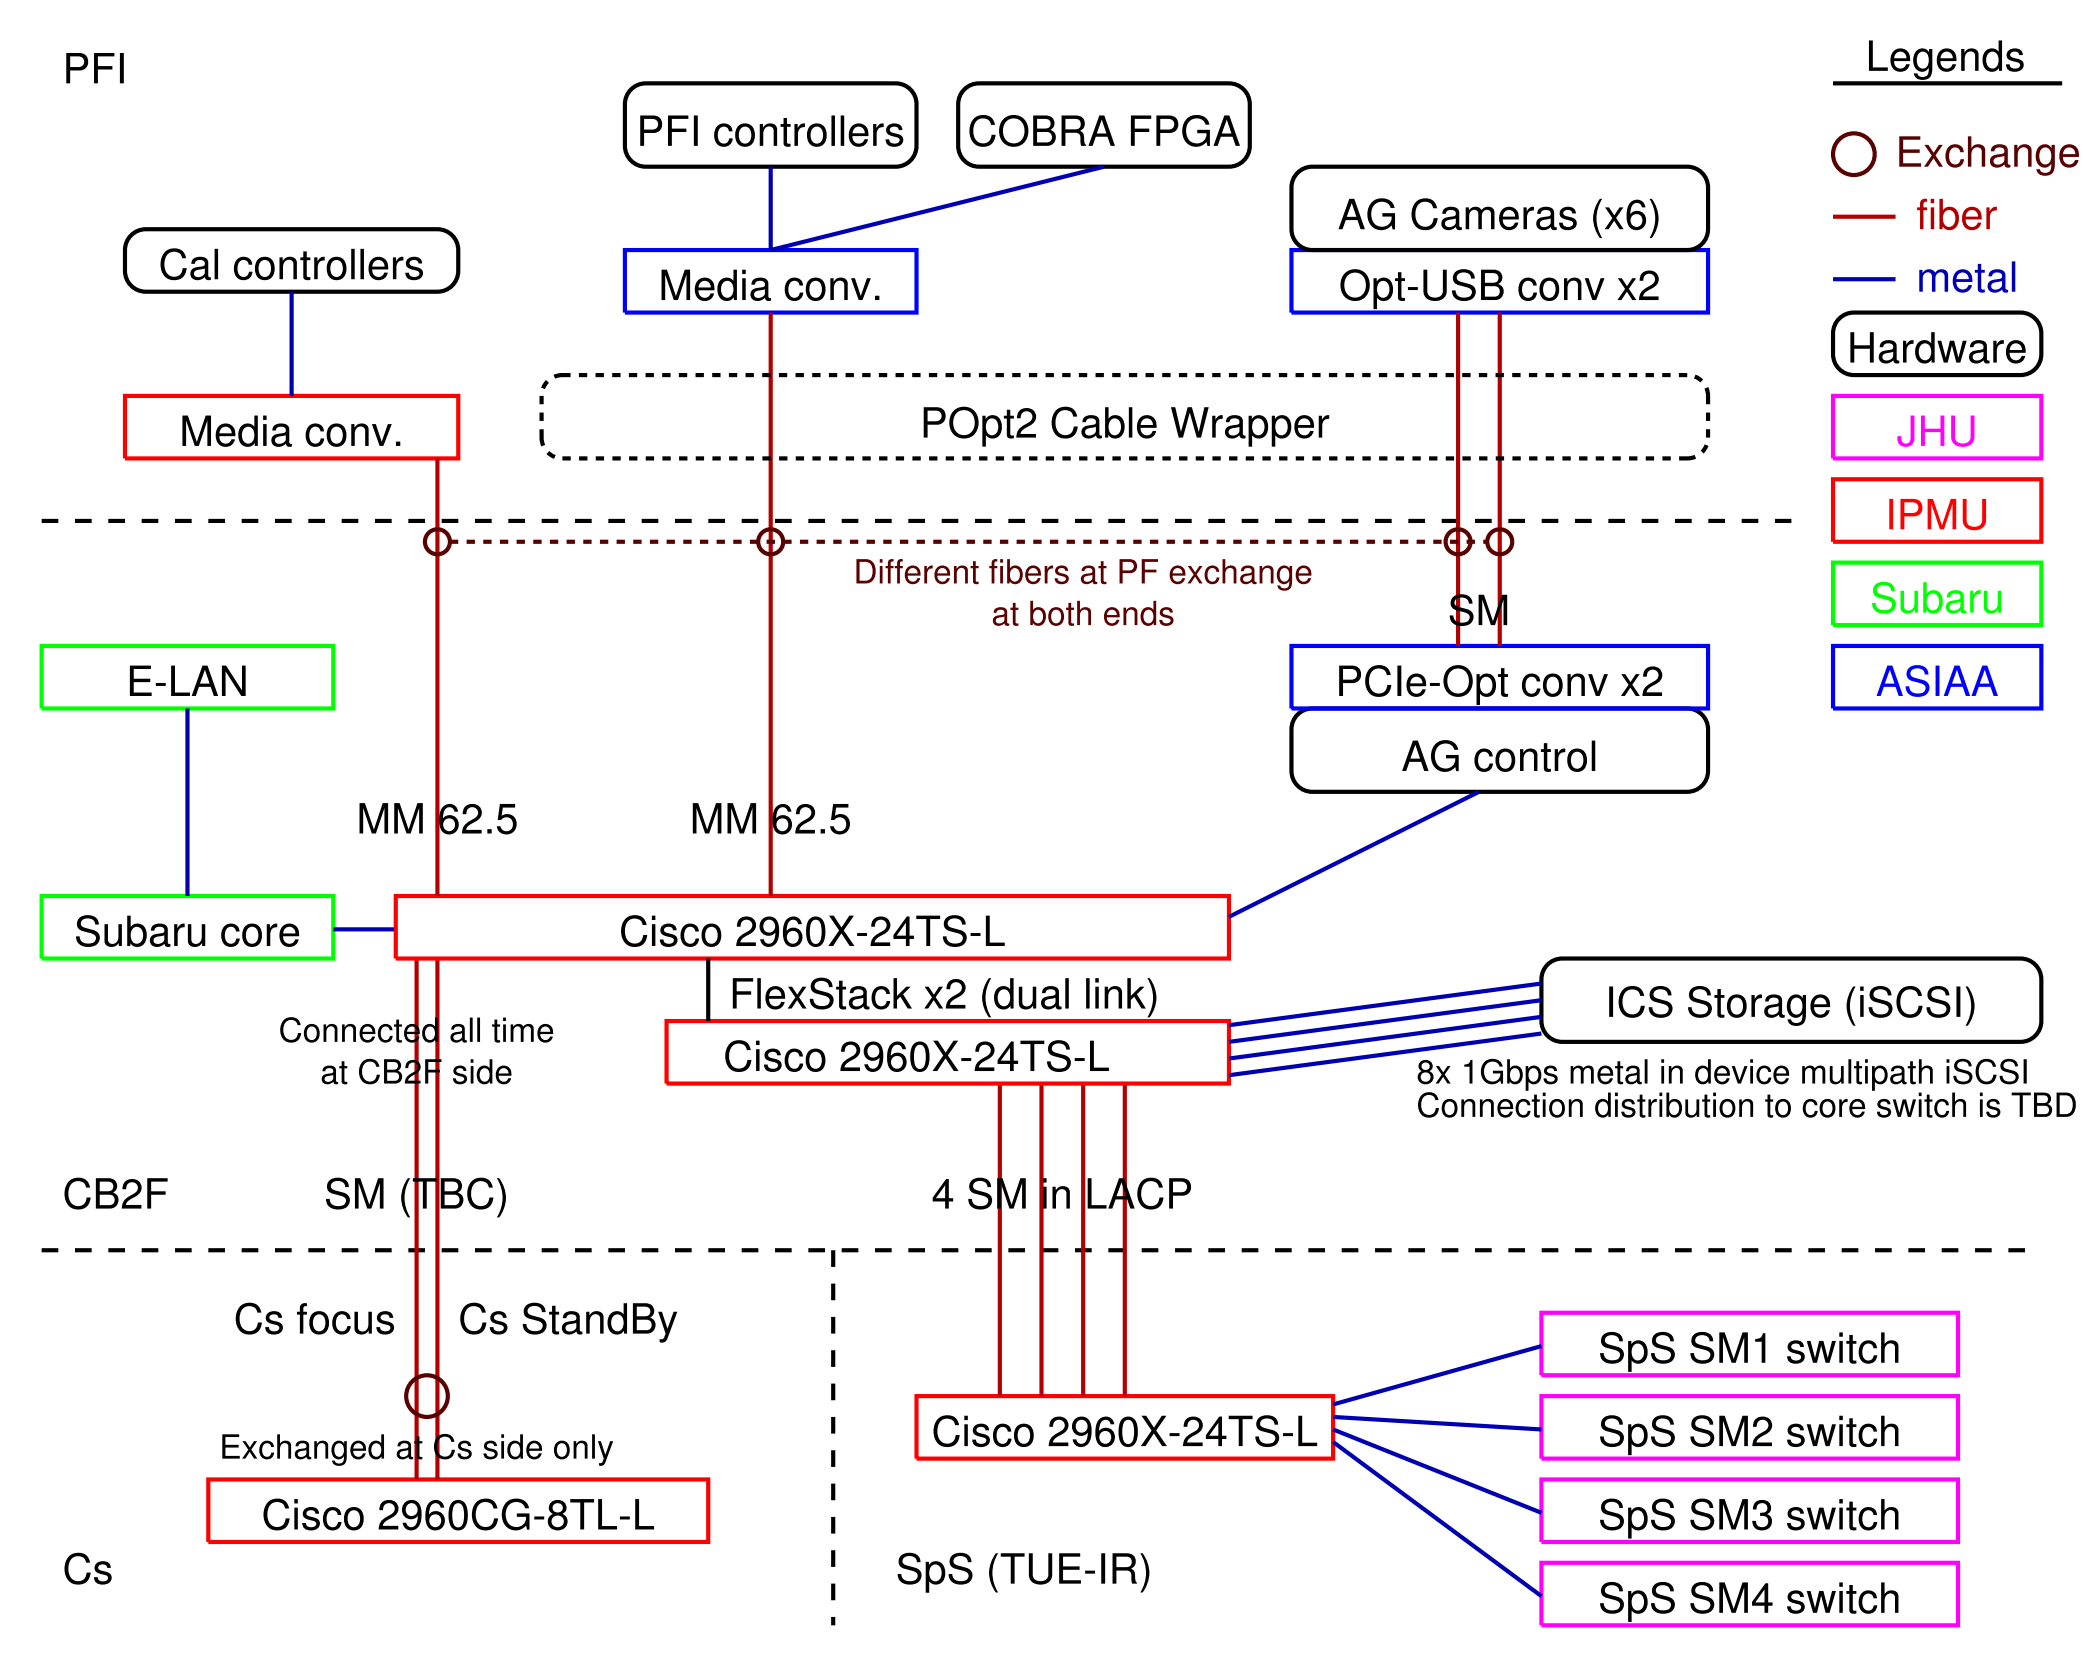 PFI
Legends
PFI controllers
COBRA FPGA
Exchange
AG Cameras (x6)
fiber
Cal controllers
Media conv.
Opt-USB conv x2
metal
Hardware
Media conv.
POpt2 Cable Wrapper
JHU
IPMU
Different fibers at PF exchange
at both ends
SM
Subaru
E-LAN
PCIe-Opt conv x2
ASIAA
AG control
MM 62.5
MM 62.5
Subaru core
Cisco 2960X-24TS-L
FlexStack x2 (dual link)
ICS Storage (iSCSI)
Connected all time
at CB2F side
Cisco 2960X-24TS-L
8x 1Gbps metal in device multipath iSCSI
Connection distribution to core switch is TBD
CB2F
SM (TBC)
4 SM in LACP
Cs focus
Cs StandBy
SpS SM1 switch
Exchanged at Cs side only
Cisco 2960X-24TS-L
SpS SM2 switch
Cisco 2960CG-8TL-L
SpS SM3 switch
Cs
SpS (TUE-IR)
SpS SM4 switch